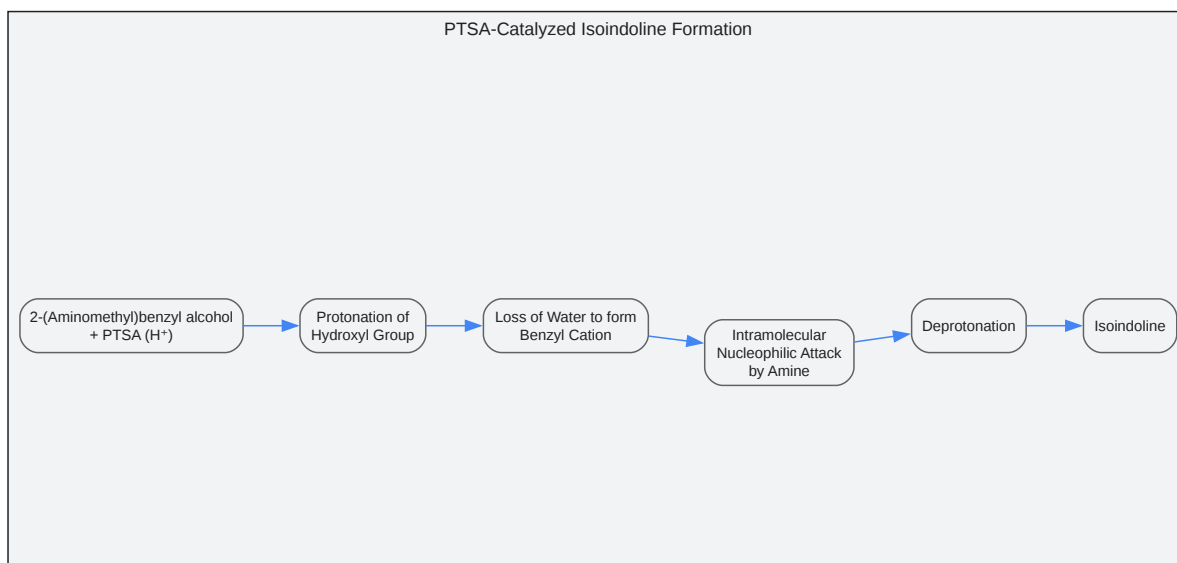 PTSA-Catalyzed Isoindoline Formation
2-(Aminomethyl)benzyl alcohol
+ PTSA (H⁺)
Protonation of
Hydroxyl Group
Loss of Water to form
Benzyl Cation
Intramolecular
Nucleophilic Attack
by Amine
Deprotonation
Isoindoline